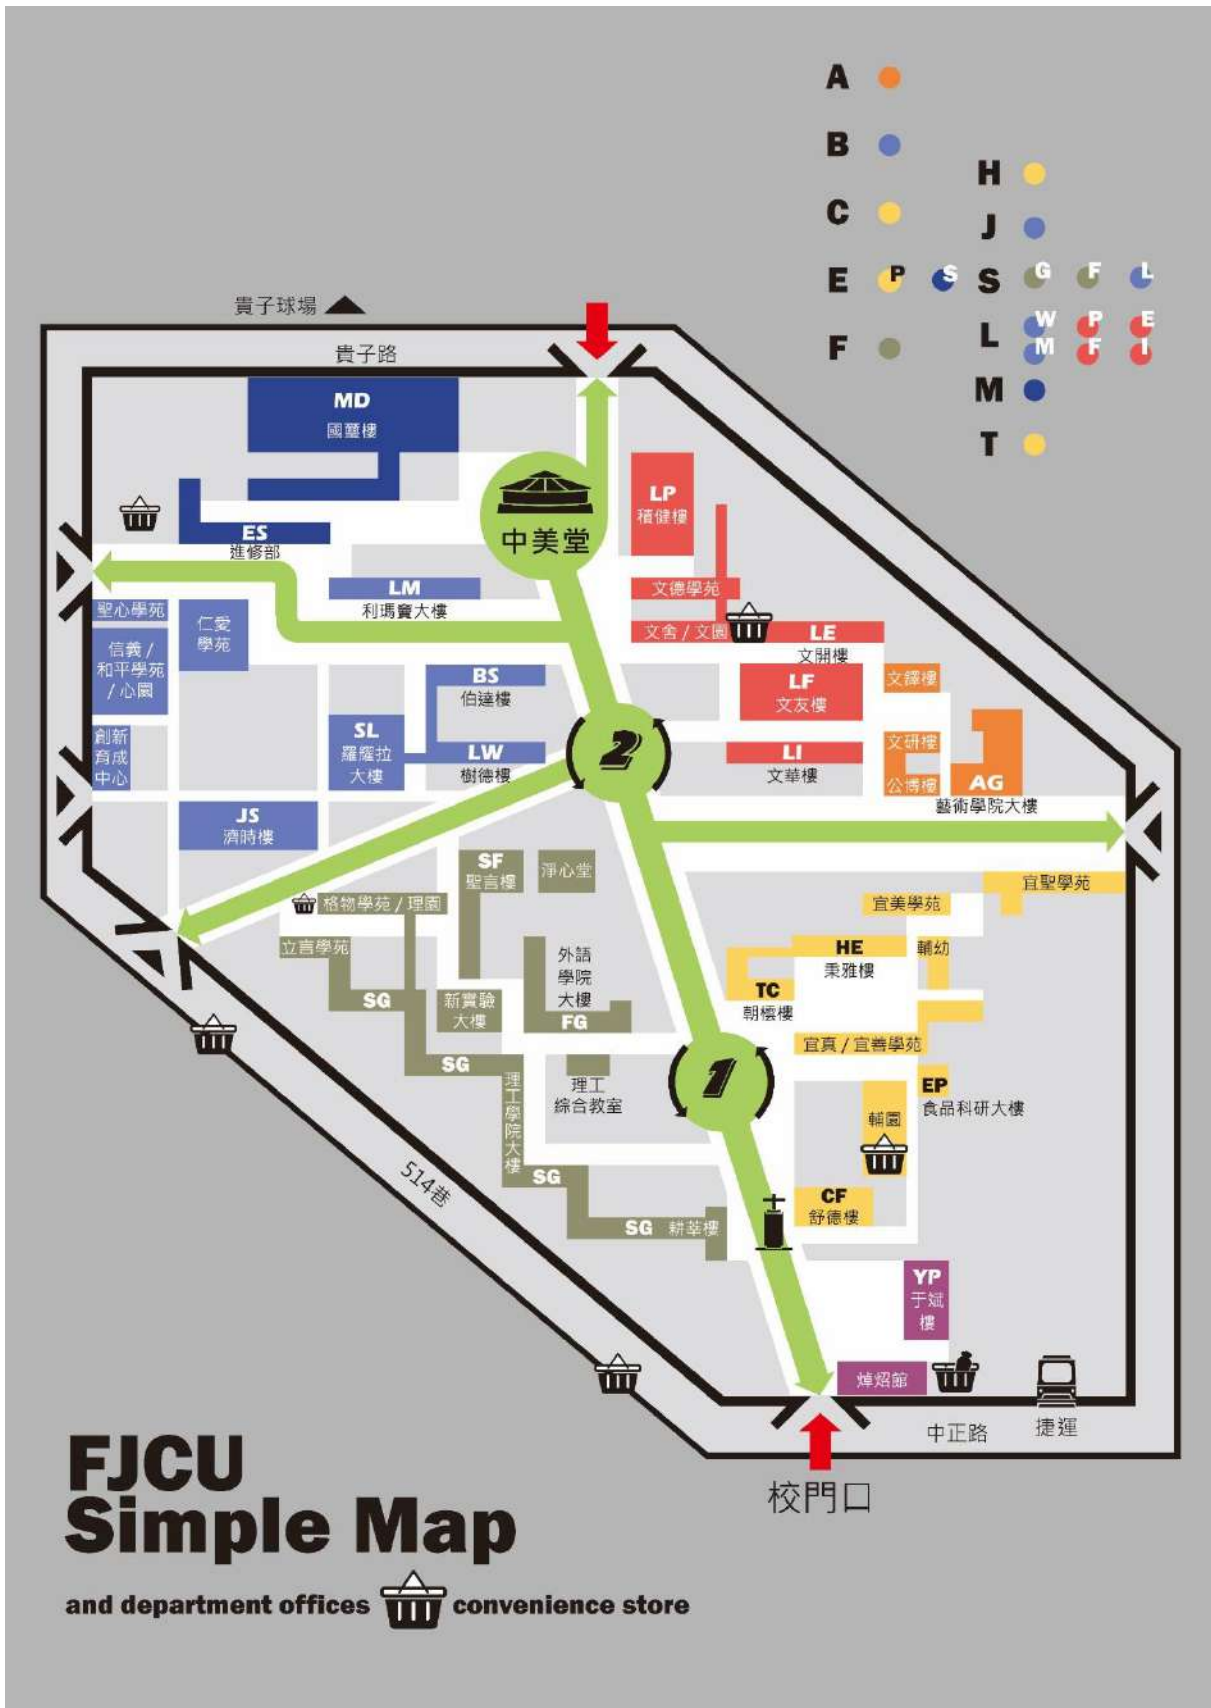 A
B
C
E P S
F
H
J
S G F L
L W P E
M F I
M
T
貴子球場
貴子路
MD
國璽樓
中美堂
LP
積健樓
ES
進修部
LM
利瑪竇大樓
文德學苑
聖心學苑
仁愛
學苑
信義 /
和平學苑
/ 心園
文舍 / 文園
LE
文開樓
BS
伯達樓
LF
文友樓
文鐸樓
SL
羅耀拉
大樓
LW
樹德樓
2
LI
文華樓
文研樓
公博樓
AG
藝術學院大樓
創新
育成
中心
JS
濟時樓
SF
聖言樓
淨心堂
宜聖學苑
格物學苑 / 理園
宜美學苑
立言學苑
外語
學院
大樓
FG
HE
秉雅樓
輔幼
SG
新實驗
大樓
TC
朝橒樓
宜真 / 宜善學苑
SG
理工學院大樓
理工
綜合教室
1
EP
食品科研大樓
輔園
514巷
SG
CF
舒德樓
SG 耕莘樓
YP
于斌
樓
焯炤館
中正路
捷運
校門口
FJCU
Simple Map
and department offices convenience store